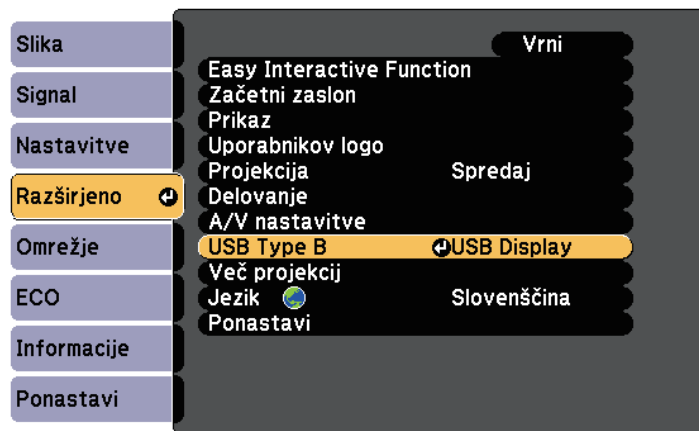 Slika
Signal
Nastavitve
Razširjeno
Omrežje
ECO
Informacije
Ponastavi
Vrni
Easy Interactive Function
Začetni zaslon
Prikaz
Uporabnikov logo
Projekcija Spredaj
Delovanje
A/V nastavitve
USB Type B USB Display
Več projekcij
Jezik Slovenščina
Ponastavi